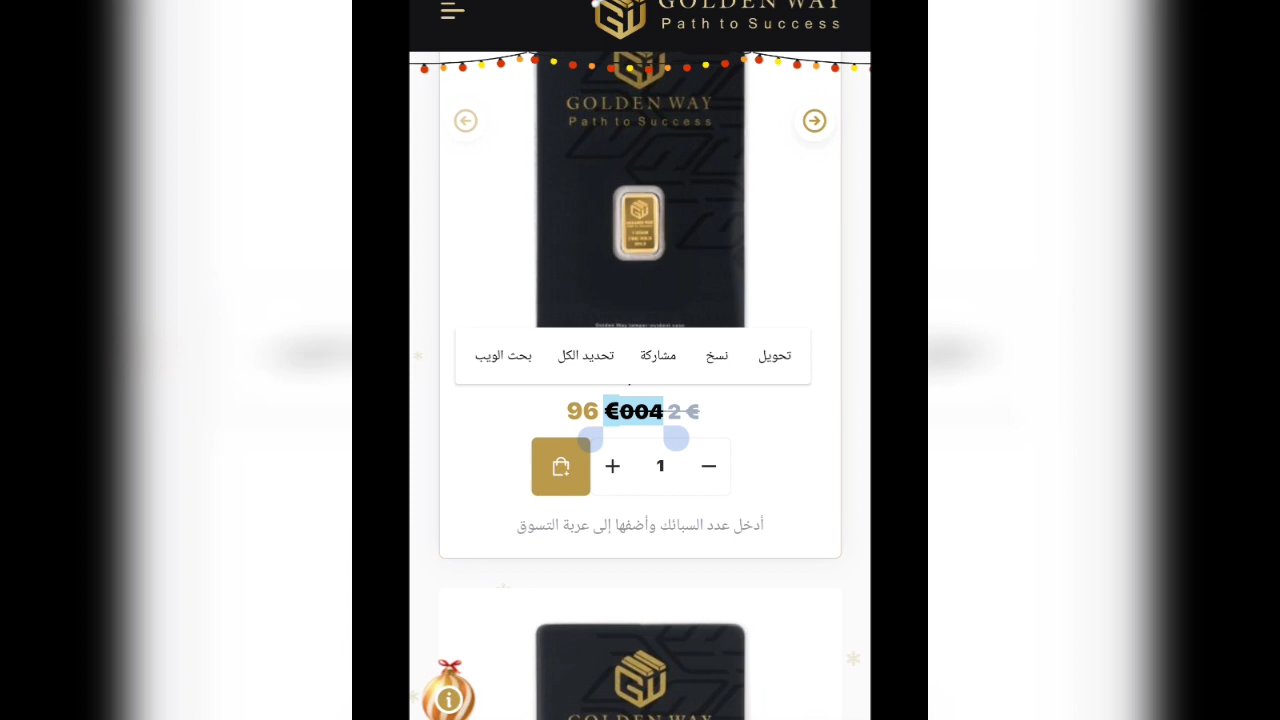 GOLDEN WAY
Path to Success
GOLDEN WAY
Path to Success
تحويل نسخ مشاركة تحديد الكل بحث الويب
96 €004 2 €
+ 1 −
أدخل عدد السبائك وأضفها إلى عربة التسوق
GOLDEN WAY